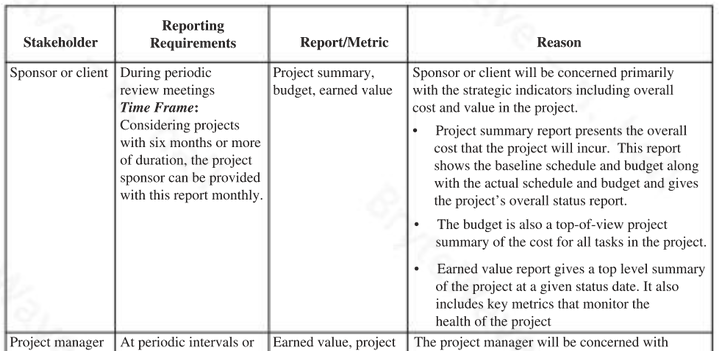 Stakeholder
Reporting
Requirements
Report/Metric
Reason
Sponsor or client
During periodic
review meetings
Time Frame:
Considering projects
with six months or more
of duration, the project
sponsor can be provided
with this report monthly.
Project summary,
budget, earned value
Sponsor or client will be concerned primarily
with the strategic indicators including overall
cost and value in the project.
• Project summary report presents the overall
cost that the project will incur. This report
shows the baseline schedule and budget along
with the actual schedule and budget and gives
the project's overall status report.
• The budget is also a top-of-view project
summary of the cost for all tasks in the project.
• Earned value report gives a top level summary
of the project at a given status date. It also
includes key metrics that monitor the
health of the project
Project manager
At periodic intervals or
Earned value, project
The project manager will be concerned with